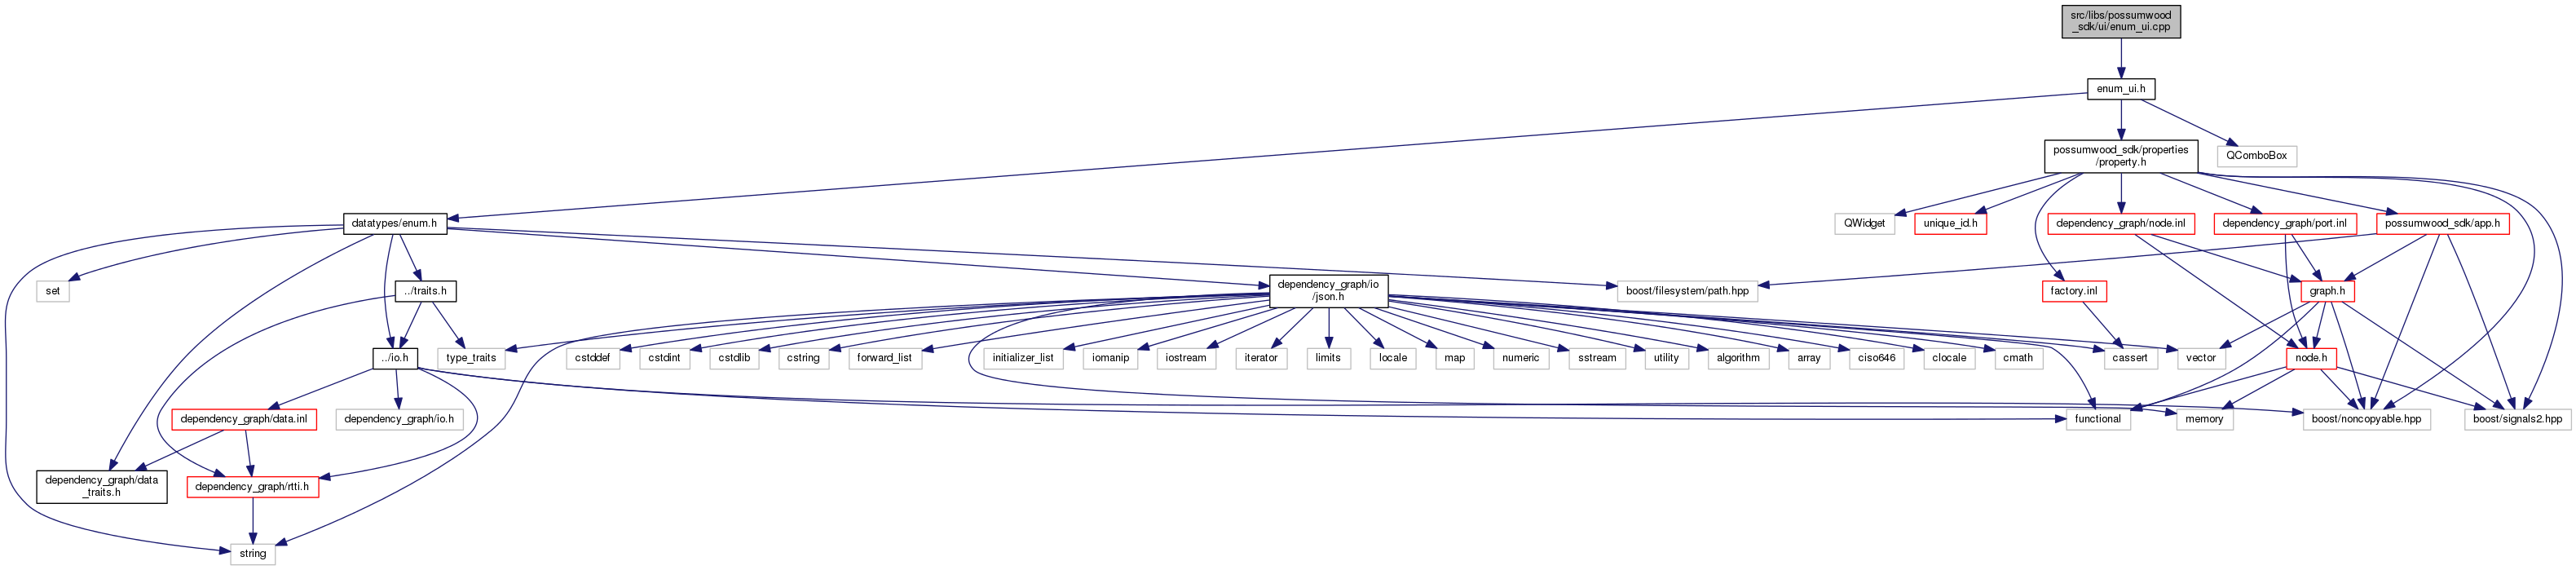 src/libs/possumwood
_sdk/ui/enum_ui.cpp
enum_ui.h
possumwood_sdk/properties
/property.h
QComboBox
datatypes/enum.h
QWidget
unique_id.h
dependency_graph/node.inl
dependency_graph/port.inl
possumwood_sdk/app.h
set
../traits.h
dependency_graph/io
/json.h
boost/filesystem/path.hpp
factory.inl
graph.h
../io.h
type_traits
cstddef
cstdint
cstdlib
cstring
forward_list
initializer_list
iomanip
iostream
iterator
limits
locale
map
numeric
sstream
utility
algorithm
array
ciso646
clocale
cmath
cassert
vector
node.h
dependency_graph/data.inl
dependency_graph/io.h
functional
memory
boost/noncopyable.hpp
boost/signals2.hpp
dependency_graph/data
_traits.h
dependency_graph/rtti.h
string